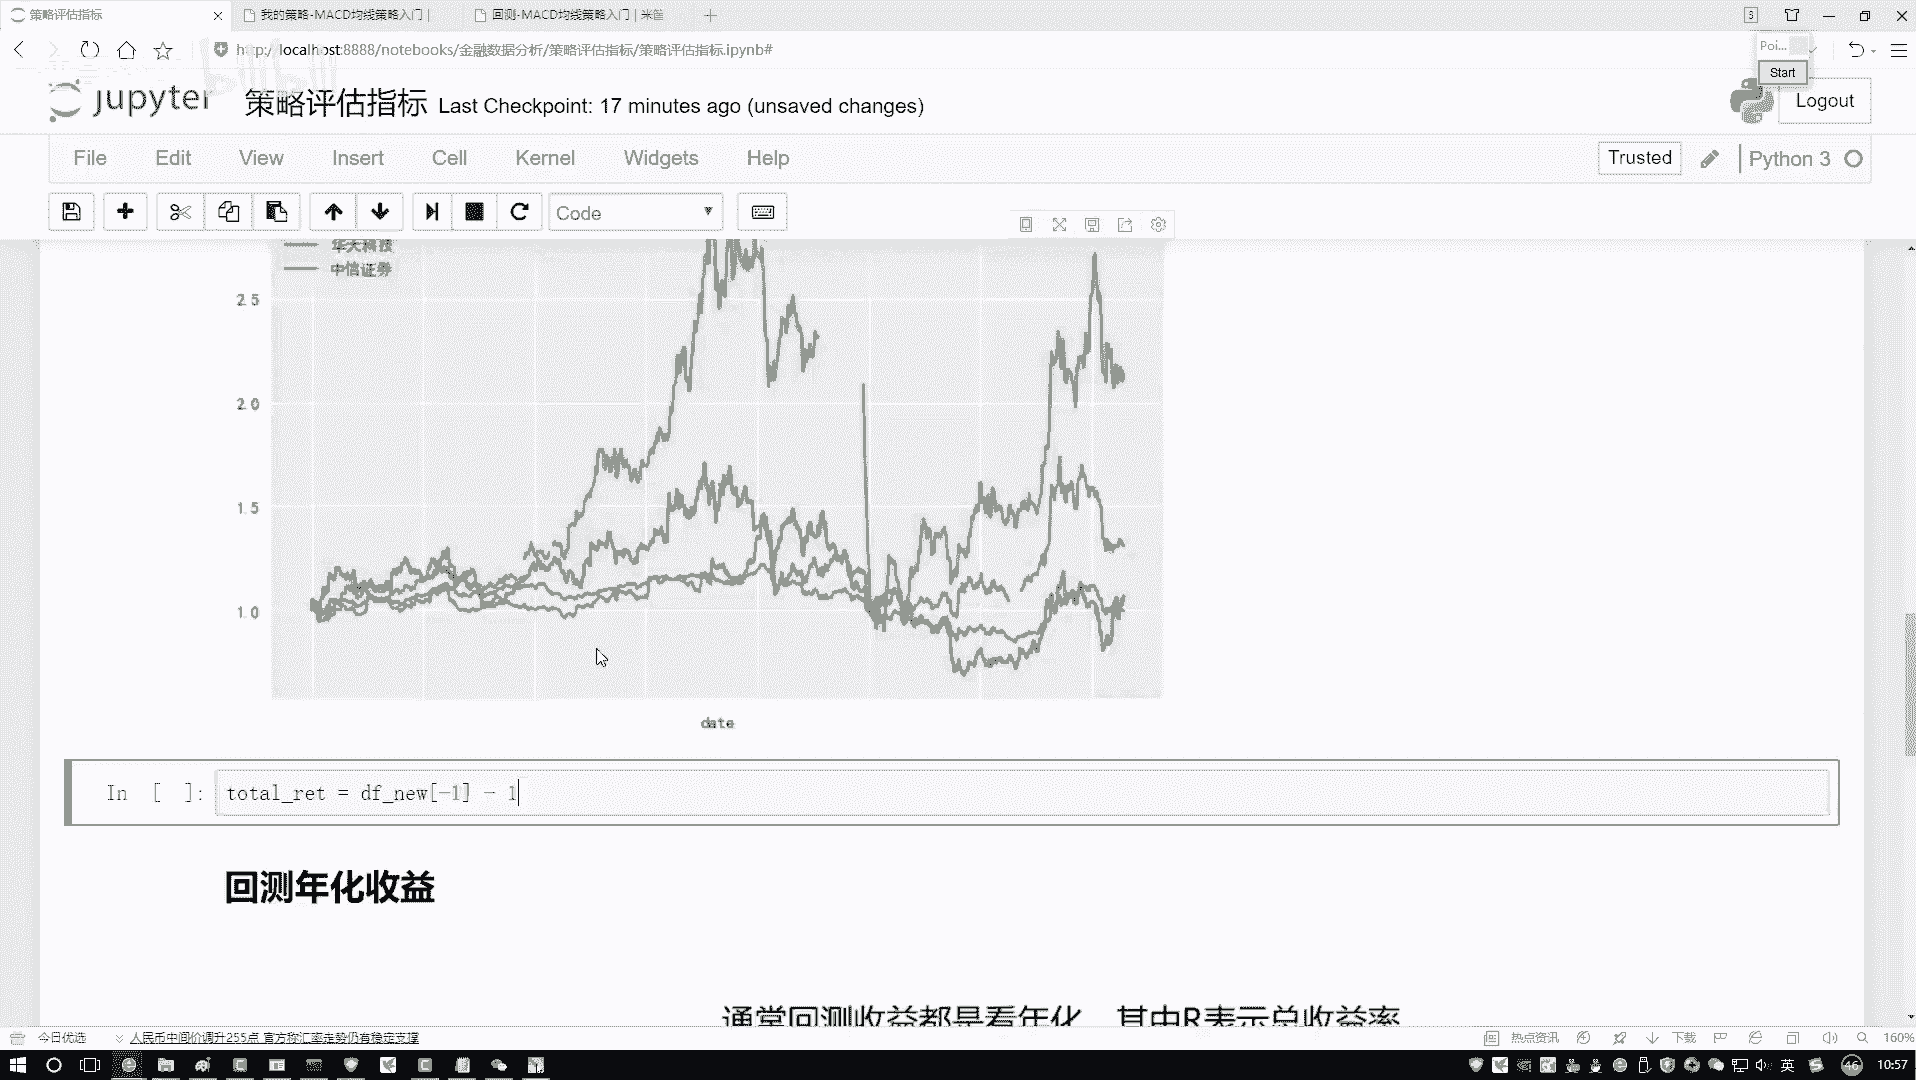 策略评估指标
我的策略-MACD均线策略入门 |
回测-MACD均线策略入门 | 米筐
http://localhost:8888/notebooks/金融数据分析/策略评估指标/策略评估指标.ipynb#
Poi...
Start
jupyter
策略评估指标 Last Checkpoint: 17 minutes ago (unsaved changes)
Logout
File Edit View Insert Cell Kernel Widgets Help
Trusted
Python 3
Code
华天科技
中信证券
2.5
2.0
1.5
1.0
date
In [ ]: total_ret = df_new[-1] - 1
回测年化收益
通常回测收益都是看年化，其中R表示总收益率
今日优选
人民币中间价调升255点 官方称汇率走势仍有稳定支撑
热点资讯
下载
160%
英
46
10:57